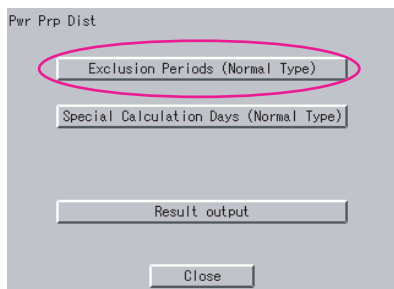 Pwr Prp Dist
Exclusion Periods (Normal Type)
Special Calculation Days (Normal Type)
Result output
Close